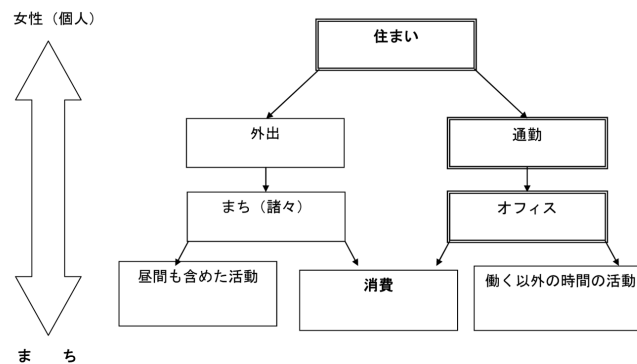 女性（個人）
住まい
外出
通勤
まち（諸々）
オフィス
昼間も含めた活動
消費
働く以外の時間の活動
まち